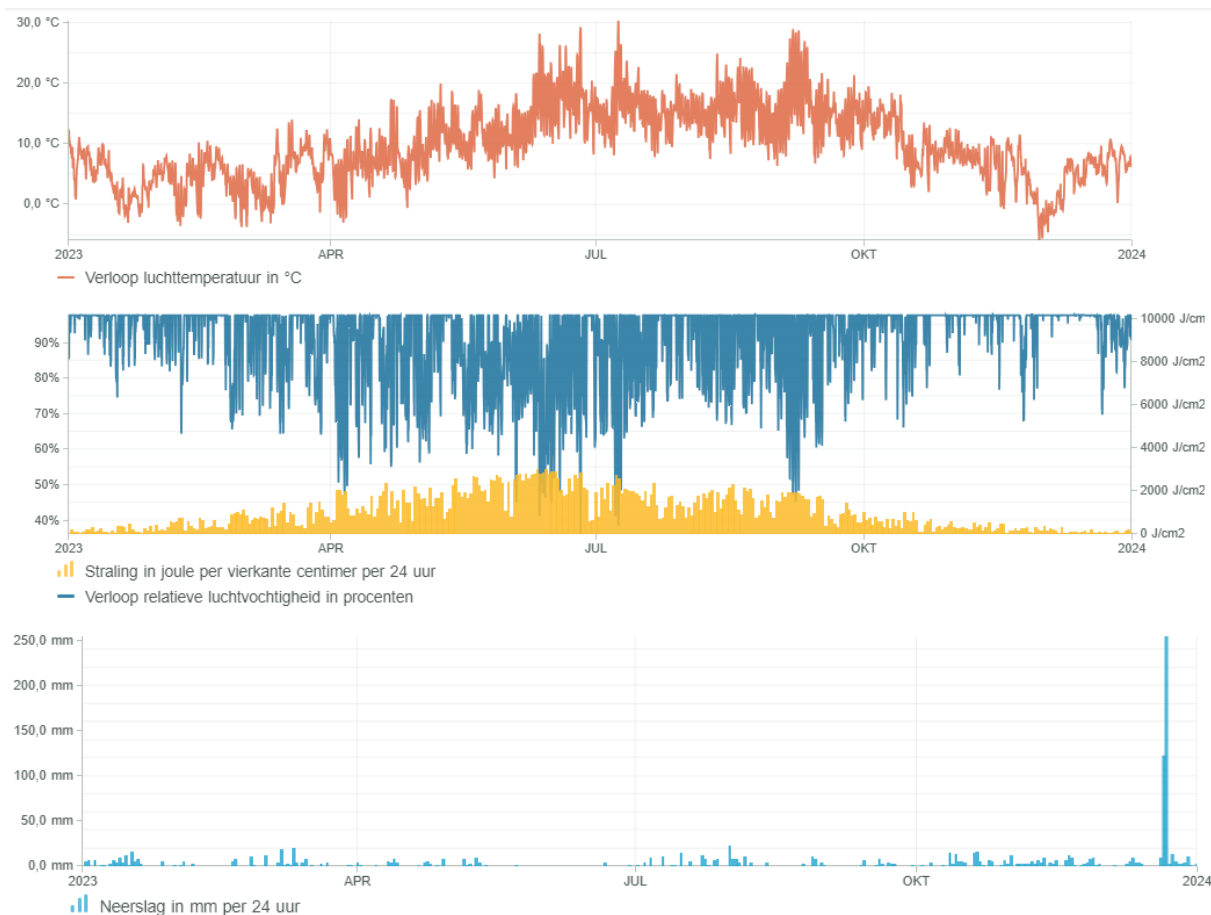 30,0 °C
20,0 °C
10,0 °C
0,0 °C
2023 APR JUL OKT 2024
Verloop luchttemperatuur in °C
10000 J/cm
90%
8000 J/cm2
80%
70%
6000 J/cm2
60%
4000 J/cm2
50%
2000 J/cm2
40%
0 J/cm2
2023 APR JUL OKT 2024
Straling in joule per vierkante centimer per 24 uur
Verloop relatieve luchtvochtigheid in procenten
250,0 mm
200,0 mm
150,0 mm
100,0 mm
50,0 mm
0,0 mm
2023 APR JUL OKT 2024
Neerslag in mm per 24 uur